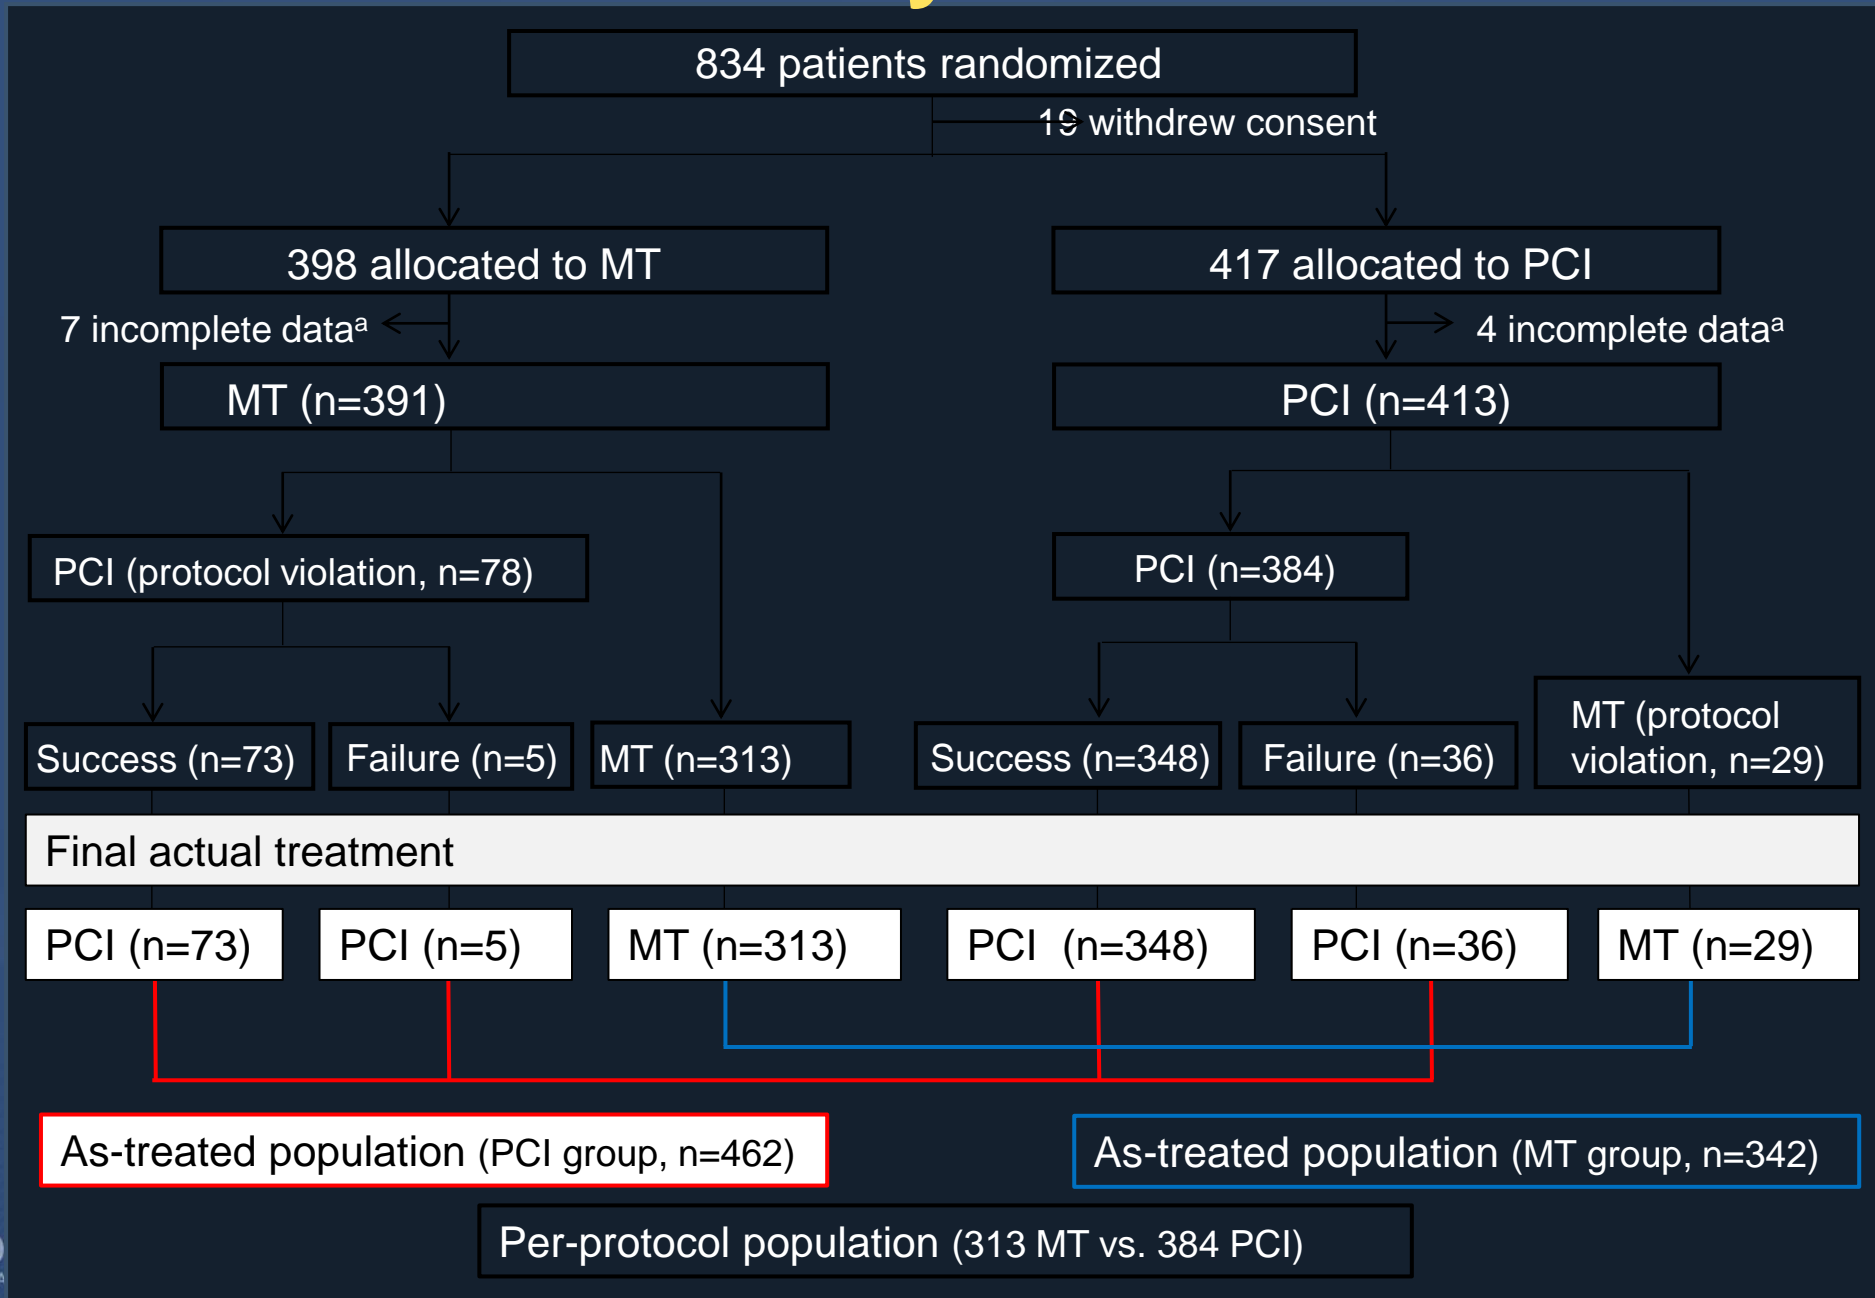 834 patients randomized
19 withdrew consent
398 allocated to MT
417 allocated to PCI
7 incomplete dataᵃ
4 incomplete dataᵃ
MT (n=391)
PCI (n=413)
PCI (protocol violation, n=78)
PCI (n=384)
Success (n=73)
Failure (n=5)
MT (n=313)
Success (n=348)
Failure (n=36)
MT (protocol
violation, n=29)
Final actual treatment
PCI (n=73)
PCI (n=5)
MT (n=313)
PCI (n=348)
PCI (n=36)
MT (n=29)
As-treated population (PCI group, n=462)
As-treated population (MT group, n=342)
Per-protocol population (313 MT vs. 384 PCI)